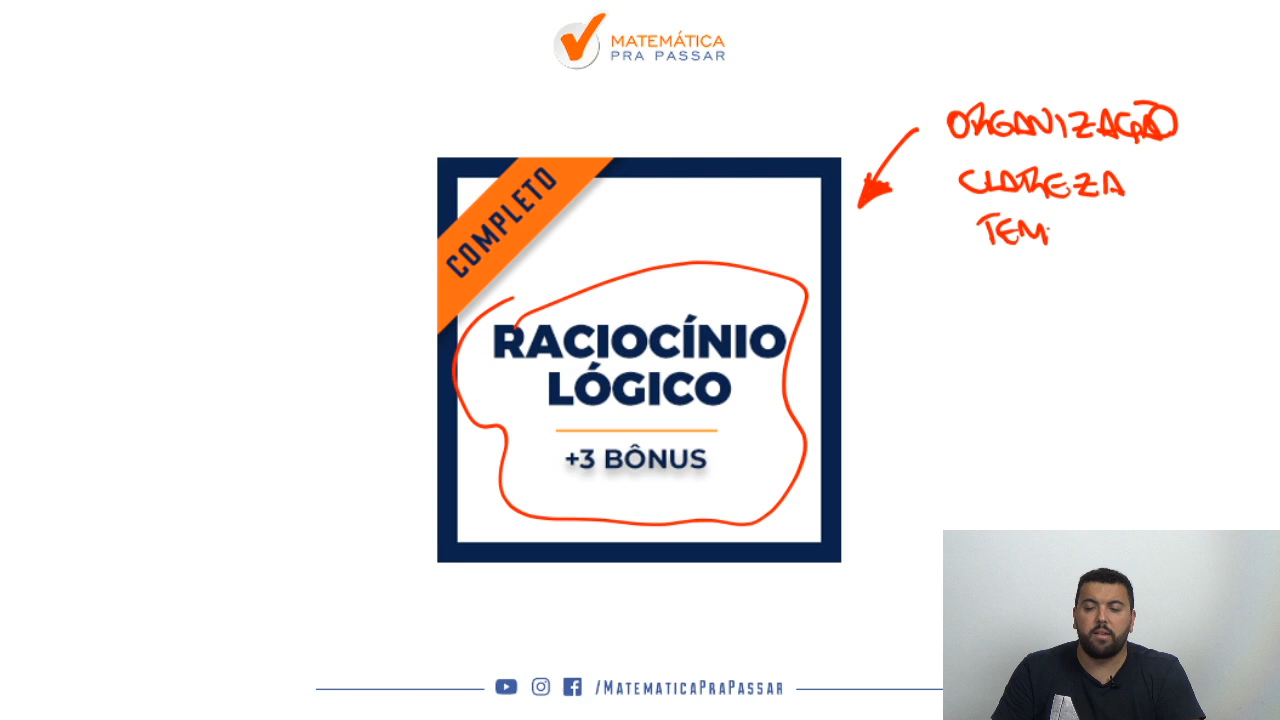 MATEMÁTICA
PRA PASSAR
ORGANIZAÇÃO
CLAREZA
TEM
COMPLETO
RACIOCÍNIO
LÓGICO
+3 BÔNUS
/MATEMATICAPRAPASSAR